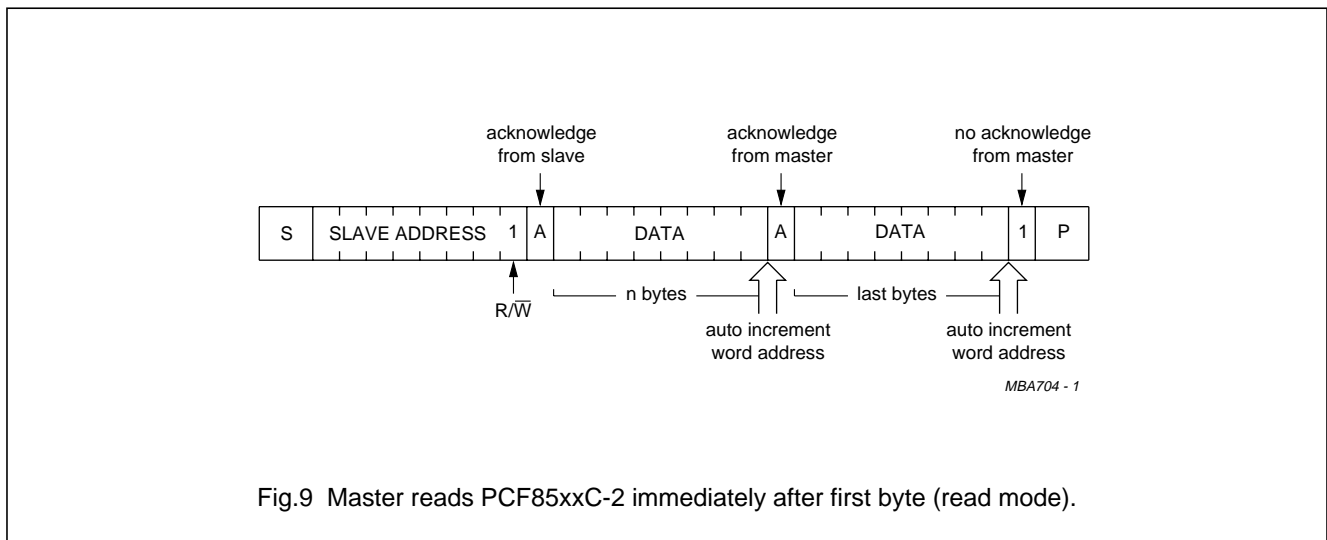 acknowledge
from slave
acknowledge
from master
no acknowledge
from master
S SLAVE ADDRESS 1 A DATA A DATA 1 P
R/W̅
n bytes
last bytes
auto increment
word address
auto increment
word address
MBA704 - 1
Fig.9 Master reads PCF85xxC-2 immediately after first byte (read mode).